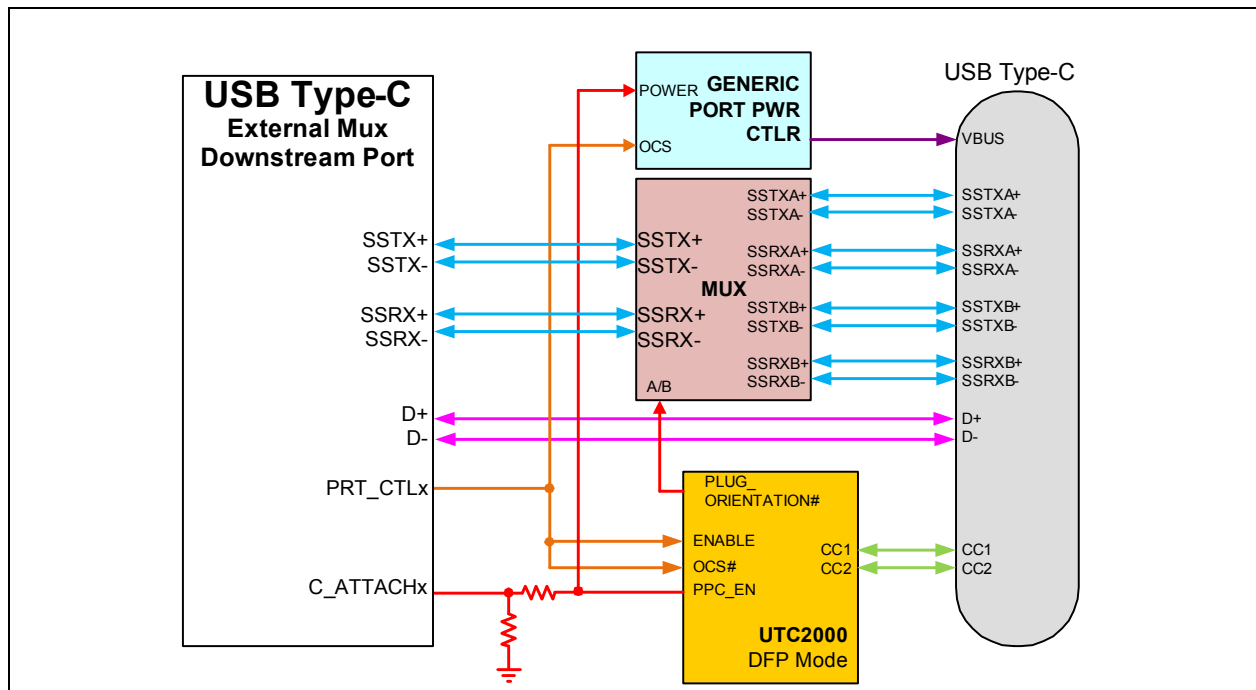 USB Type-C
External Mux
Downstream Port
SSTX+
SSTX-
SSRX+
SSRX-
D+
D-
PRT_CTLx
C_ATTACHx
GENERIC
PORT PWR
CTLR
POWER
OCS
SSTX+
SSTX-
SSRX+
SSRX-
MUX
A/B
SSTXA+
SSTXA-
SSRXA+
SSRXA-
SSTXB+
SSTXB-
SSRXB+
SSRXB-
PLUG_
ORIENTATION#
ENABLE
OCS#
PPC_EN
CC1
CC2
UTC2000
DFP Mode
USB Type-C
VBUS
SSTXA+
SSTXA-
SSRXA+
SSRXA-
SSTXB+
SSTXB-
SSRXB+
SSRXB-
D+
D-
CC1
CC2